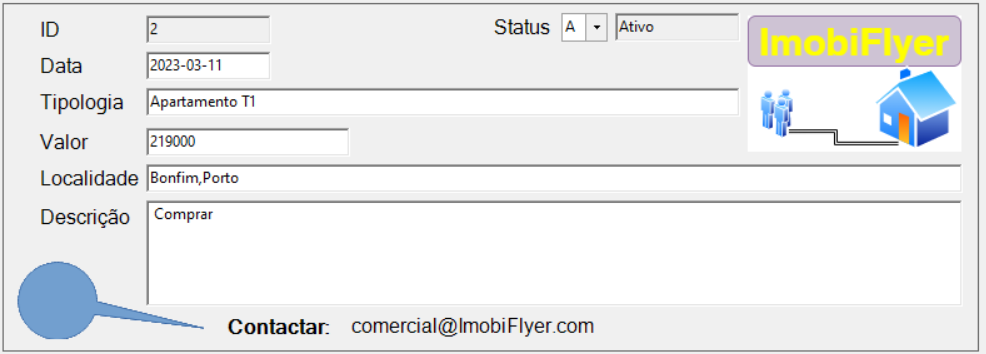 ID 2 Status A Ativo
ImobiFlyer
Data 2023-03-11
Tipologia Apartamento T1
Valor 219000
Localidade Bonfim,Porto
Descrição Comprar
Contactar: comercial@ImobiFlyer.com